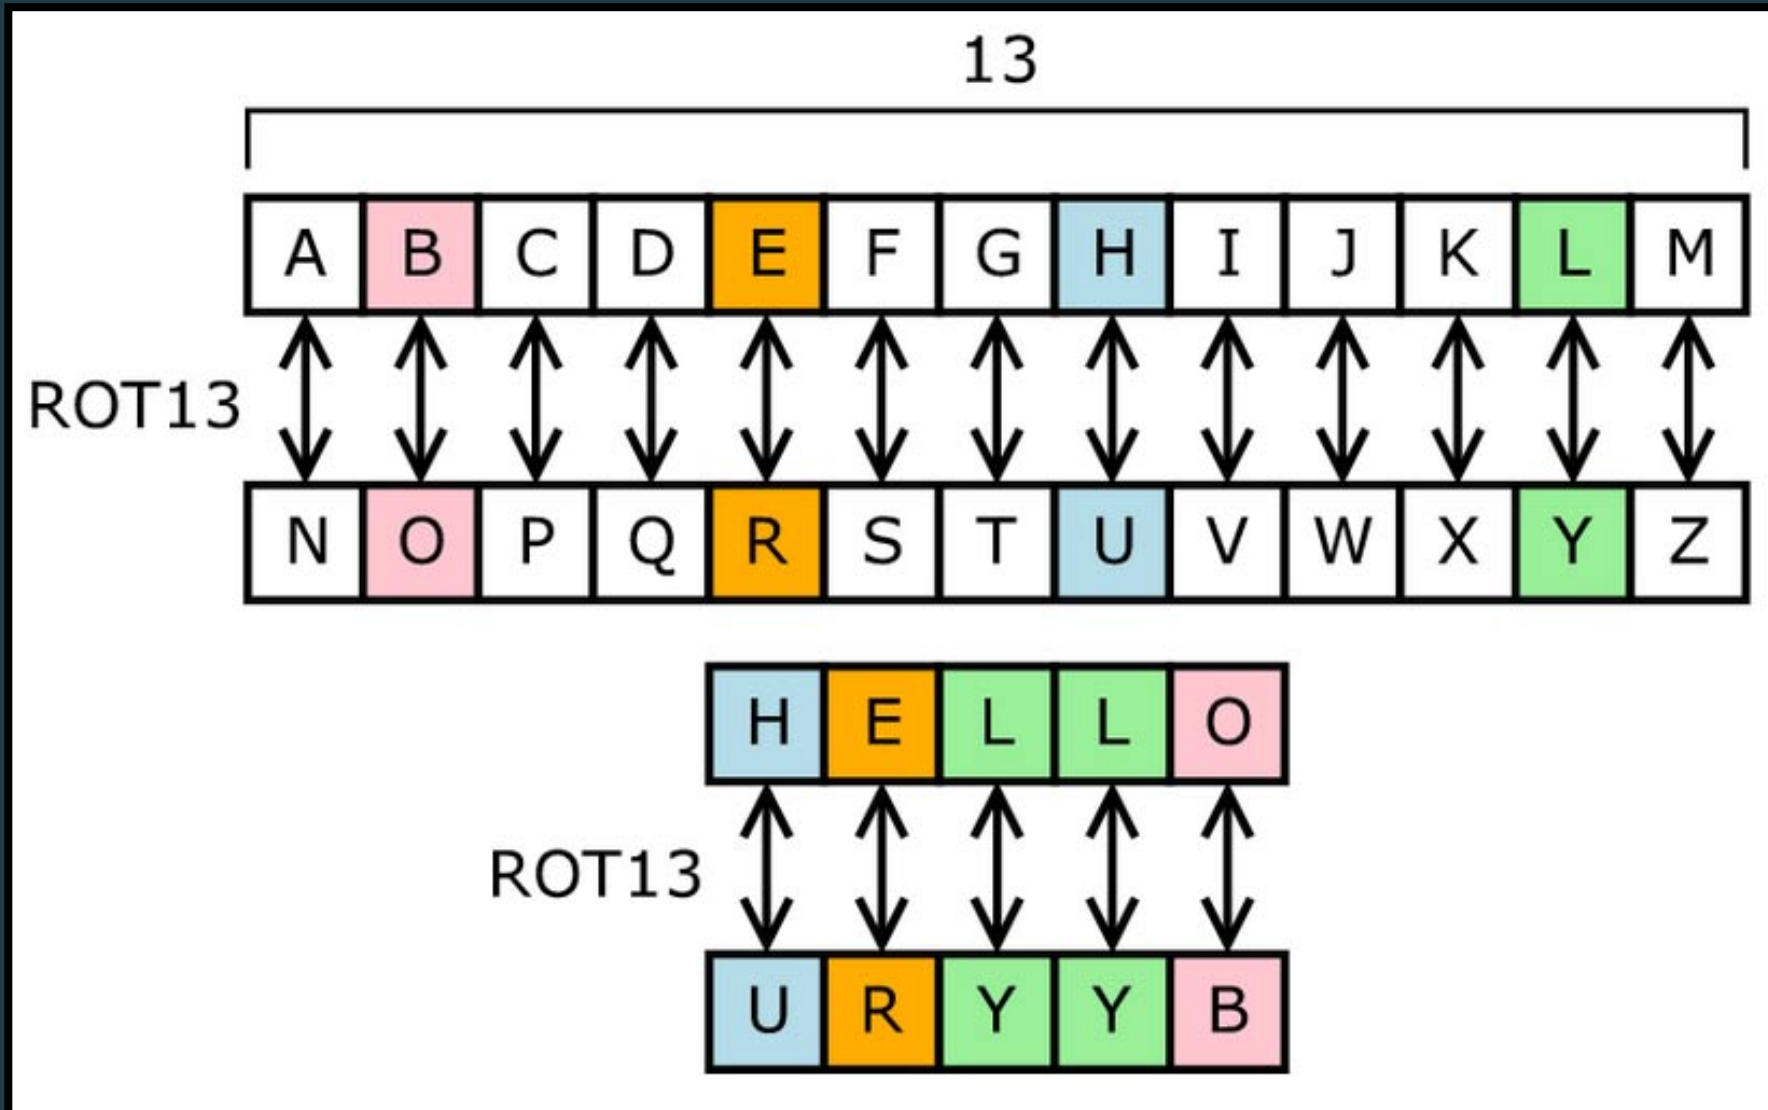 13
A B C D E F G H I J K L M
ROT13
N O P Q R S T U V W X Y Z
H E L L O
ROT13
U R Y Y B